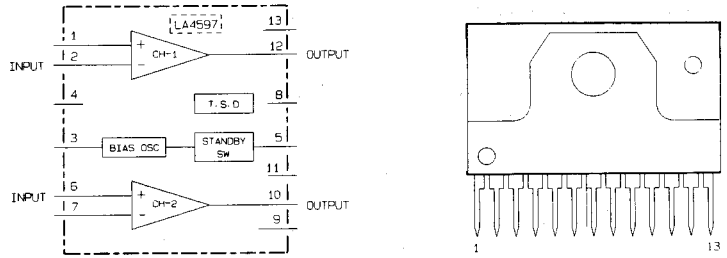 LA4597
13
1
+
CH-1
12
OUTPUT
INPUT
2
−
4
T.S.D
8
3
BIAS OSC
STANDBY
SW
5
11
INPUT
6
+
CH-2
10
OUTPUT
7
−
9
1
13